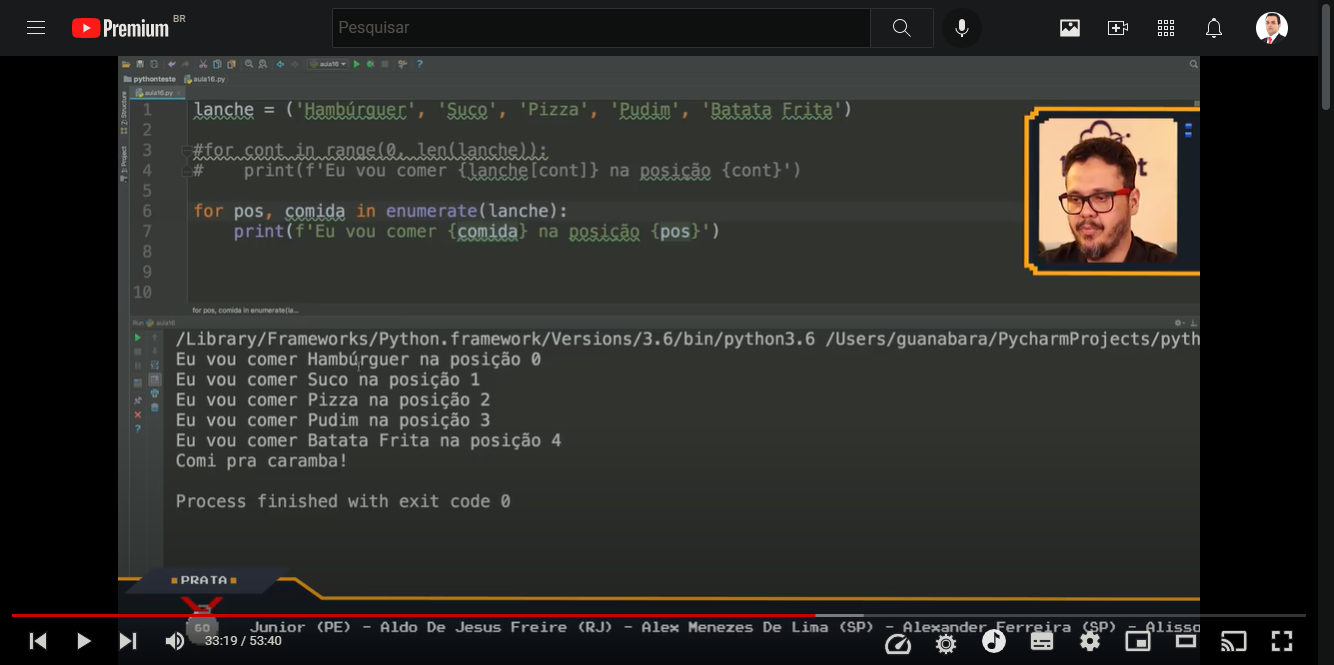 Premium BR
Pesquisar
aula16
pythonteste aula16.py
aula16.py
1 lanche = ('Hambúrguer', 'Suco', 'Pizza', 'Pudim', 'Batata Frita')
2
3 #for cont in range(0, len(lanche)):
4 #    print(f'Eu vou comer {lanche[cont]} na posição {cont}')
5
6 for pos, comida in enumerate(lanche):
7     print(f'Eu vou comer {comida} na posição {pos}')
8
9
10
for pos, comida in enumerate(la...
Run aula16
/Library/Frameworks/Python.framework/Versions/3.6/bin/python3.6 /Users/guanabara/PycharmProjects/pyth
Eu vou comer Hambúrguer na posição 0
Eu vou comer Suco na posição 1
Eu vou comer Pizza na posição 2
Eu vou comer Pudim na posição 3
Eu vou comer Batata Frita na posição 4
Comi pra caramba!
Process finished with exit code 0
PRATA
GO Junior (PE) - Aldo De Jesus Freire (RJ) - Alex Menezes De Lima (SP) - Alexander Ferreira (SP) - Alisso
33:19 / 53:40